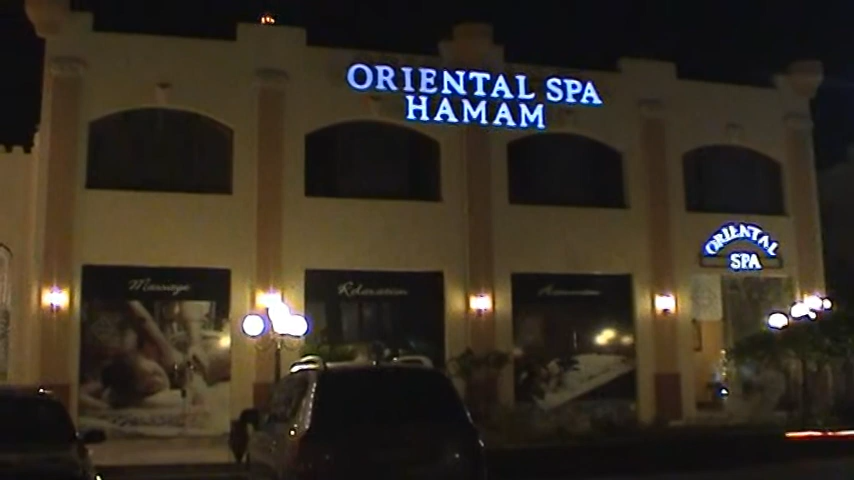 ORIENTAL SPA
HAMAM
ORIENTAL
SPA
Massage
Relaxation